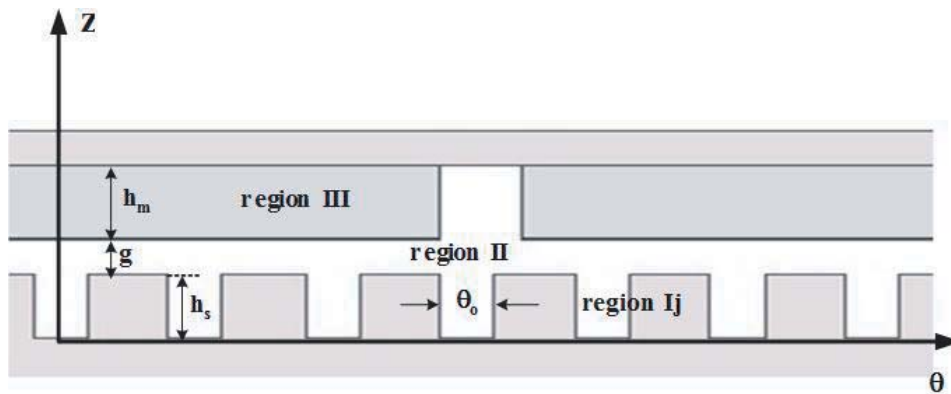 Z
h_m
region III
g
region II
h_s
θ_o
region Ij
θ